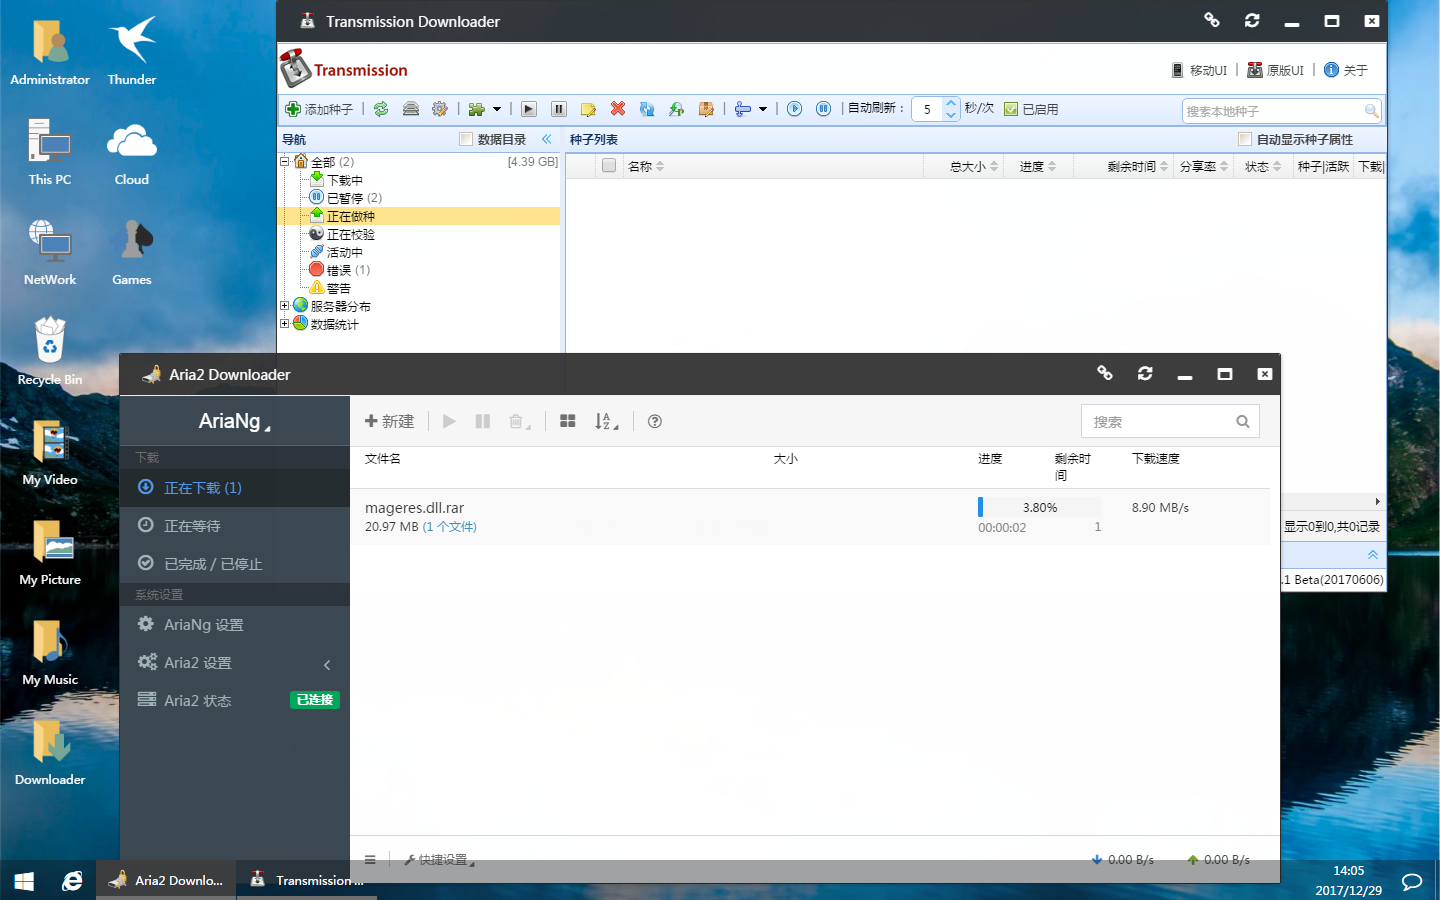 Administrator
Thunder
This PC
Cloud
NetWork
Games
Recycle Bin
My Video
My Picture
My Music
Downloader
Transmission Downloader
Transmission
移动UI
原版UI
关于
添加种子
自动刷新：
5
秒/次
已启用
搜索本地种子
导航
数据目录
种子列表
自动显示种子属性
全部 (2)
[4.39 GB]
下载中
已暂停 (2)
正在做种
正在校验
活动中
错误 (1)
警告
服务器分布
数据统计
名称
总大小
进度
剩余时间
分享率
状态
种子|活跃
下载|
显示0到0,共0记录
.1 Beta(20170606)
Aria2 Downloader
AriaNg
下载
正在下载 (1)
正在等待
已完成 / 已停止
系统设置
AriaNg 设置
Aria2 设置
Aria2 状态
已连接
新建
搜索
文件名
大小
进度
剩余时
间
下载速度
mageres.dll.rar
20.97 MB (1 个文件)
3.80%
00:00:02
1
8.90 MB/s
快捷设置
0.00 B/s
0.00 B/s
Aria2 Downlo...
Transmission ...
14:05
2017/12/29